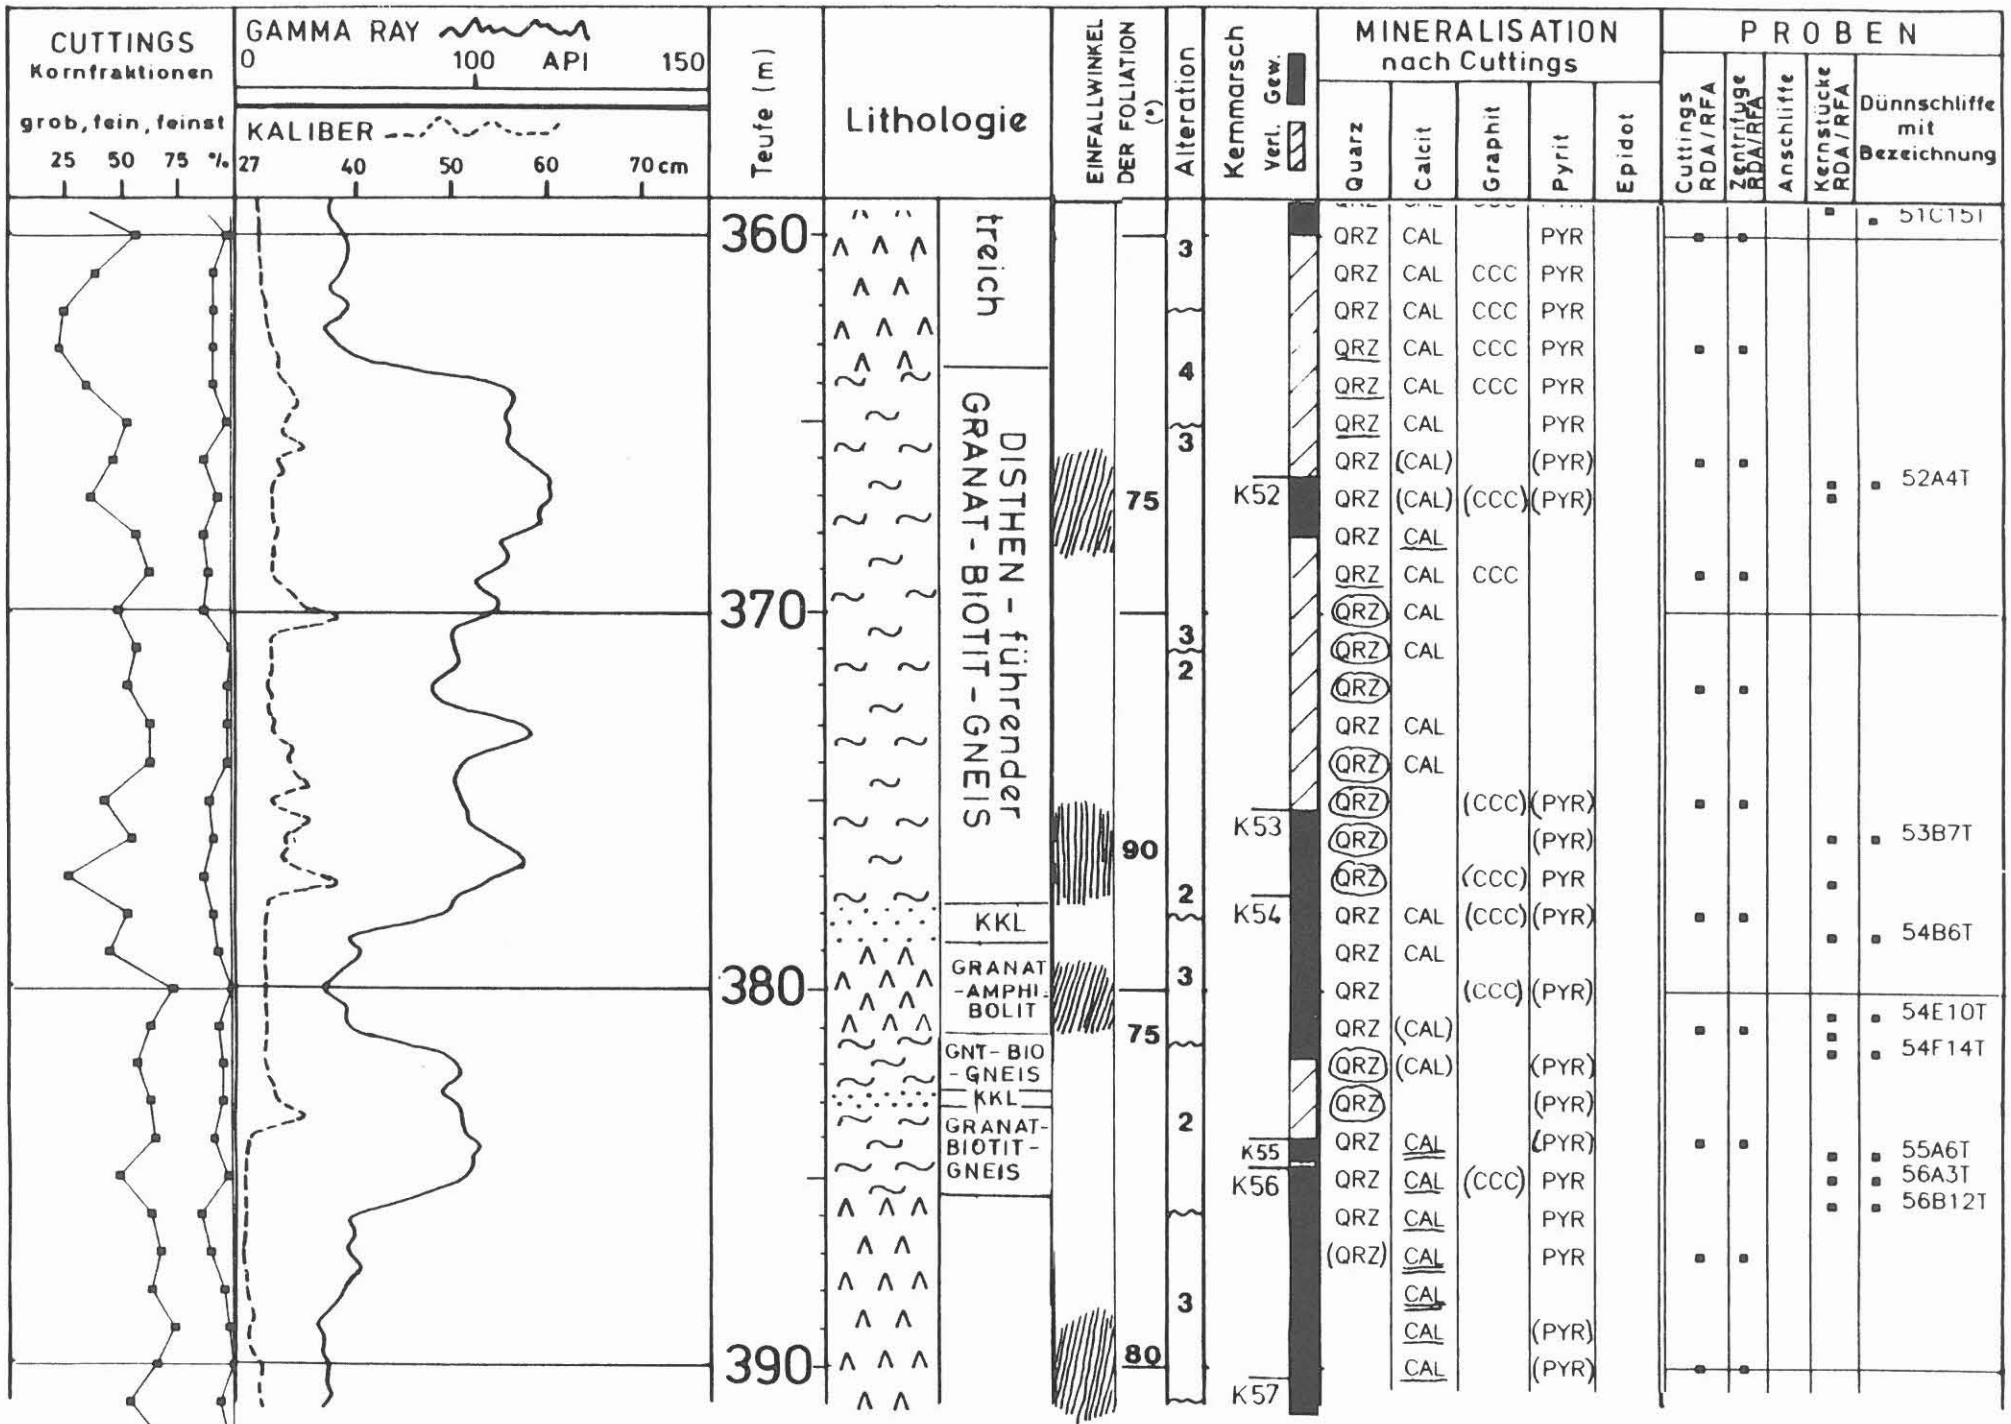 CUTTINGS
Kornfraktionen
grob, fein, feinst
25 50 75 %
GAMMA RAY
0 100 API 150
KALIBER
27 40 50 60 70 cm
Teufe (m)
Lithologie
EINFALLWINKEL
DER FOLIATION
(°)
Alteration
Kernmarsch
Verl. Gew.
MINERALISATION
nach Cuttings
Quarz
Calcit
Graphit
Pyrit
Epidot
PROBEN
Cuttings
RDA/RFA
Zentrifuge
RDA/RFA
Anschliffe
Kernstücke
RDA/RFA
Dünnschliffe
mit
Bezeichnung
360
370
380
390
treich
DISTHEN-führender
GRANAT-BIOTIT-GNEIS
KKL
GRANAT
-AMPHI-
BOLIT
GNT-BIO
-GNEIS
KKL
GRANAT-
BIOTIT-
GNEIS
75
90
75
80
3
4
3
3
2
2
3
2
3
K52
K53
K54
K55
K56
K57
QRZ CAL PYR
QRZ CAL CCC PYR
QRZ CAL CCC PYR
QRZ CAL CCC PYR
QRZ CAL CCC PYR
QRZ CAL PYR
QRZ (CAL) (PYR)
QRZ (CAL) (CCC) (PYR)
QRZ CAL
QRZ CAL CCC
QRZ CAL
QRZ CAL
QRZ
QRZ CAL
QRZ CAL
QRZ (CCC) (PYR)
QRZ (PYR)
QRZ (CCC) PYR
QRZ CAL (CCC) (PYR)
QRZ CAL
QRZ (CCC) (PYR)
QRZ (CAL)
QRZ (CAL) (PYR)
QRZ (PYR)
QRZ CAL (PYR)
QRZ CAL (CCC) PYR
QRZ CAL PYR
(QRZ) CAL PYR
CAL
CAL (PYR)
CAL (PYR)
51C15T
52A4T
53B7T
54B6T
54E10T
54F14T
55A6T
56A3T
56B12T